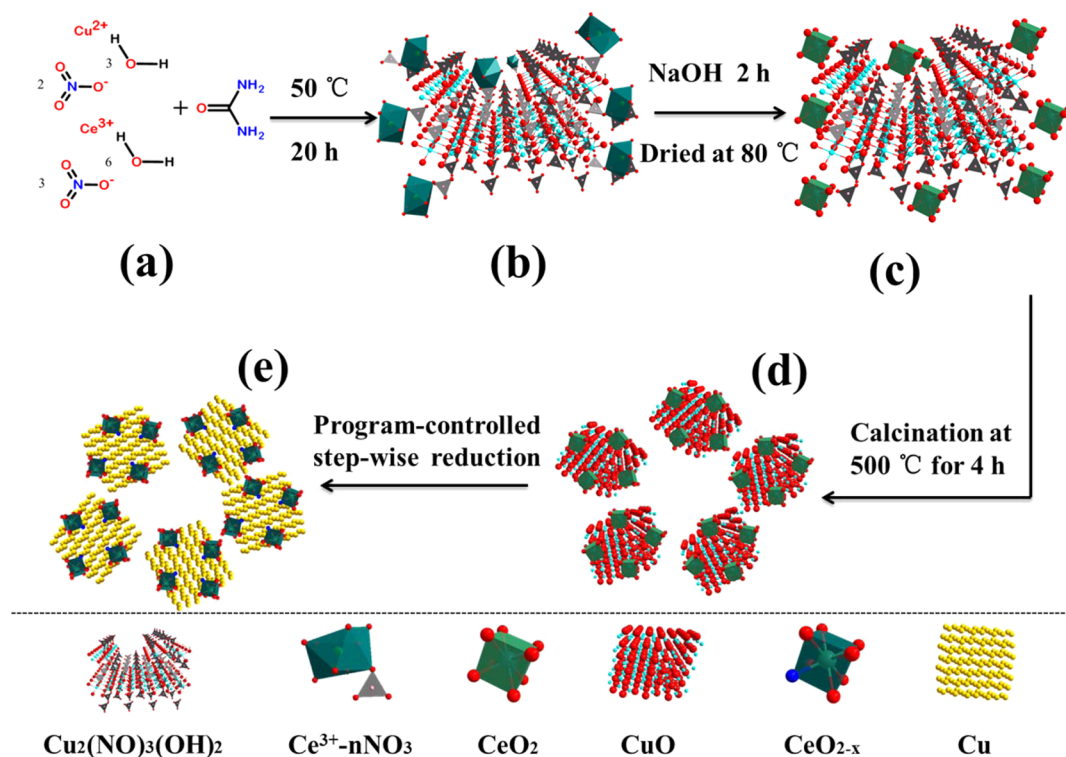 Cu2+
H
3 O H
O
2 N O-
O
Ce3+
H
6 O H
O
3 N O-
O
+
NH2
O
NH2
50 ℃
20 h
NaOH 2 h
Dried at 80 ℃
(a)
(b)
(c)
(d)
(e)
Calcination at
500 ℃ for 4 h
Program-controlled
step-wise reduction
Cu2(NO)3(OH)2
Ce3+-nNO3
CeO2
CuO
CeO2-x
Cu